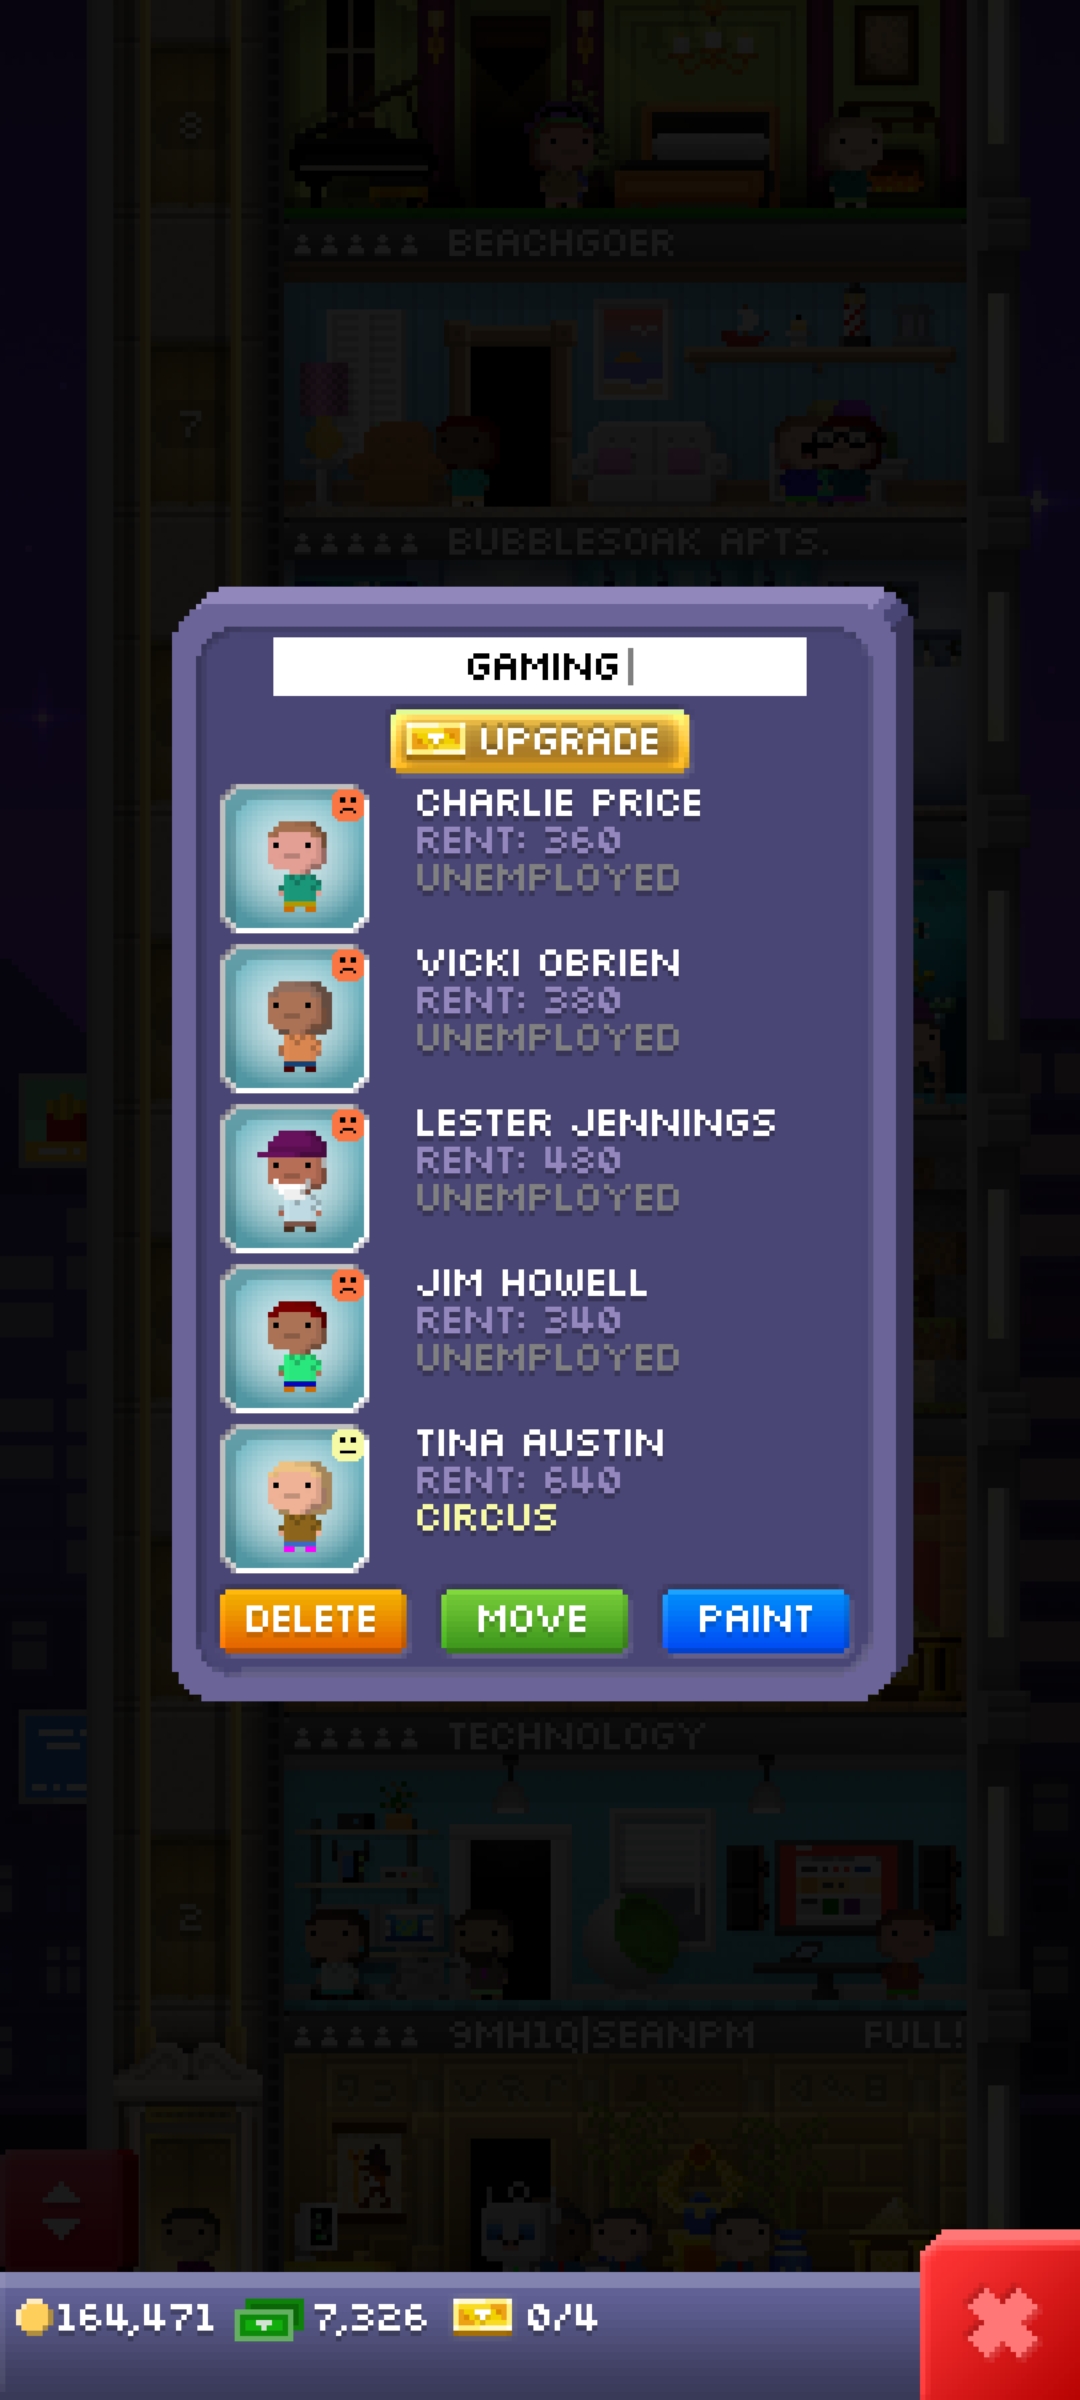 8
BEACHGOER
7
BUBBLESOAK APTS.
GAMING
UPGRADE
CHARLIE PRICE
RENT: 360
UNEMPLOYED
VICKI OBRIEN
RENT: 380
UNEMPLOYED
LESTER JENNINGS
RENT: 480
UNEMPLOYED
JIM HOWELL
RENT: 340
UNEMPLOYED
TINA AUSTIN
RENT: 640
CIRCUS
DELETE MOVE PAINT
TECHNOLOGY
2
9MH1Q|SEANPM FULL!
164,471 7,326 0/4